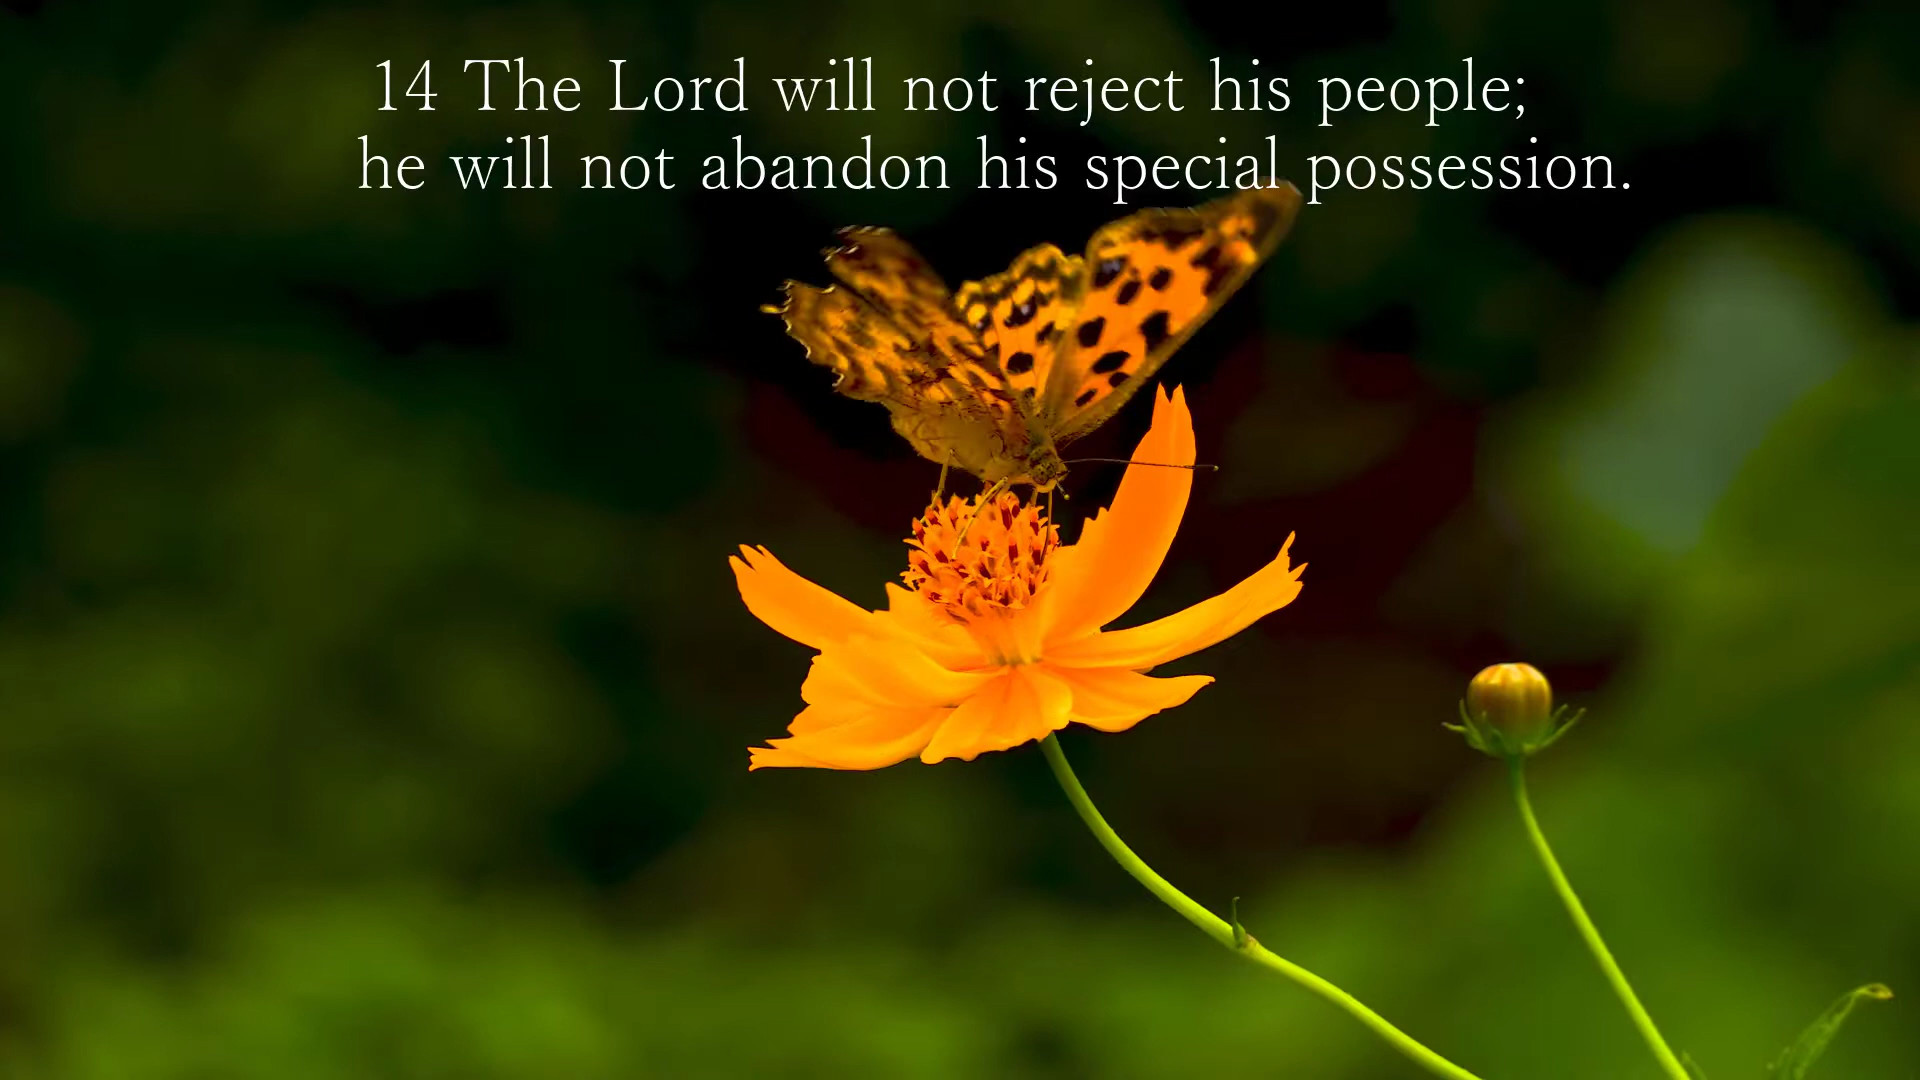 14 The Lord will not reject his people;
he will not abandon his special possession.